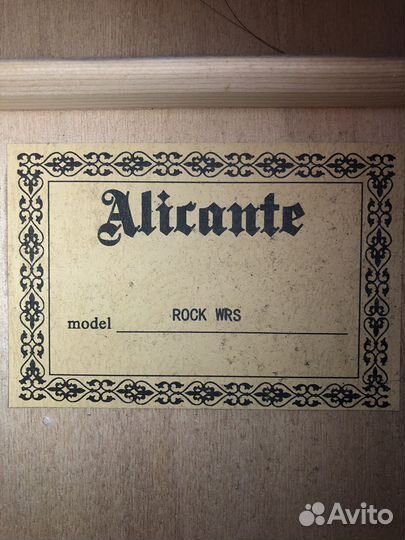 Alicante
ROCK WRS
model
Avito